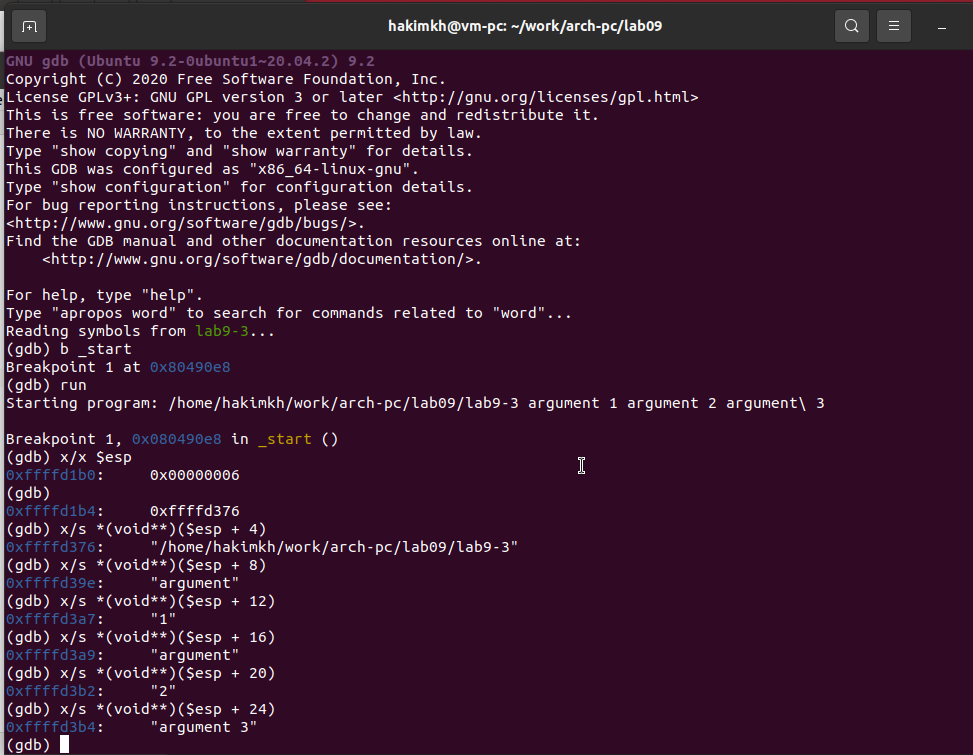 hakimkh@vm-pc: ~/work/arch-pc/lab09
GNU gdb (Ubuntu 9.2-0ubuntu1~20.04.2) 9.2
Copyright (C) 2020 Free Software Foundation, Inc.
License GPLv3+: GNU GPL version 3 or later <http://gnu.org/licenses/gpl.html>
This is free software: you are free to change and redistribute it.
There is NO WARRANTY, to the extent permitted by law.
Type "show copying" and "show warranty" for details.
This GDB was configured as "x86_64-linux-gnu".
Type "show configuration" for configuration details.
For bug reporting instructions, please see:
<http://www.gnu.org/software/gdb/bugs/>.
Find the GDB manual and other documentation resources online at:
    <http://www.gnu.org/software/gdb/documentation/>.

For help, type "help".
Type "apropos word" to search for commands related to "word"...
Reading symbols from lab9-3...
(gdb) b _start
Breakpoint 1 at 0x80490e8
(gdb) run
Starting program: /home/hakimkh/work/arch-pc/lab09/lab9-3 argument 1 argument 2 argument\ 3

Breakpoint 1, 0x080490e8 in _start ()
(gdb) x/x $esp
0xffffd1b0:     0x00000006
(gdb)
0xffffd1b4:     0xffffd376
(gdb) x/s *(void**)($esp + 4)
0xffffd376:     "/home/hakimkh/work/arch-pc/lab09/lab9-3"
(gdb) x/s *(void**)($esp + 8)
0xffffd39e:     "argument"
(gdb) x/s *(void**)($esp + 12)
0xffffd3a7:     "1"
(gdb) x/s *(void**)($esp + 16)
0xffffd3a9:     "argument"
(gdb) x/s *(void**)($esp + 20)
0xffffd3b2:     "2"
(gdb) x/s *(void**)($esp + 24)
0xffffd3b4:     "argument 3"
(gdb)